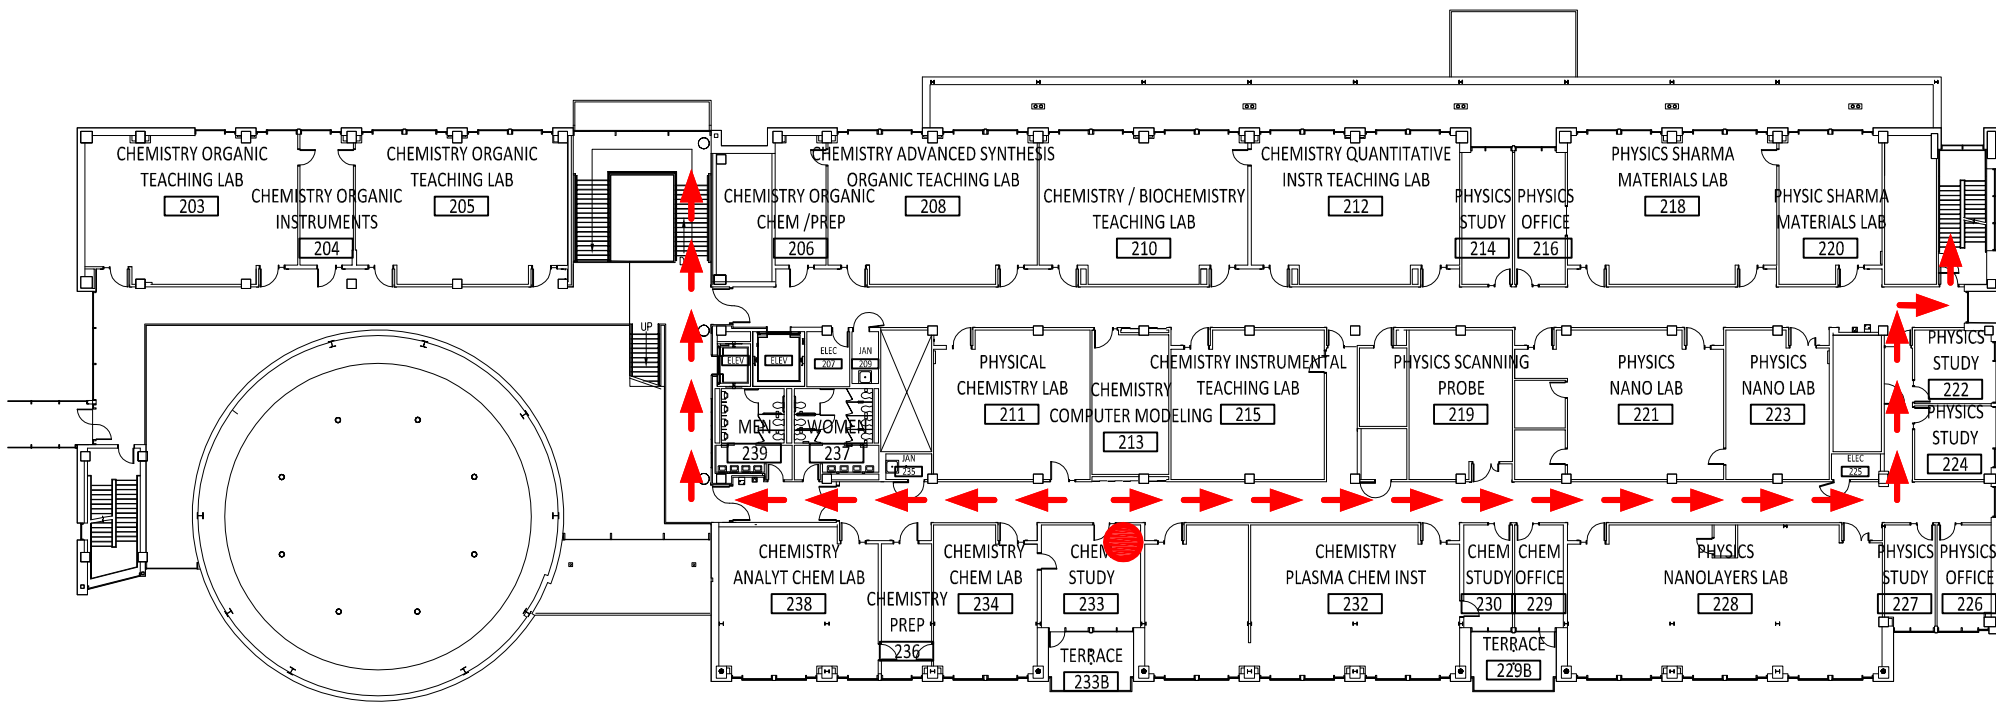 CHEMISTRY ORGANIC
TEACHING LAB
203
CHEMISTRY ORGANIC
INSTRUMENTS
204
CHEMISTRY ORGANIC
TEACHING LAB
205
CHEMISTRY ORGANIC
CHEM /PREP
206
CHEMISTRY ADVANCED SYNTHESIS
ORGANIC TEACHING LAB
208
CHEMISTRY / BIOCHEMISTRY
TEACHING LAB
210
CHEMISTRY QUANTITATIVE
INSTR TEACHING LAB
212
PHYSICS
STUDY
214
PHYSICS
OFFICE
216
PHYSICS SHARMA
MATERIALS LAB
218
PHYSIC SHARMA
MATERIALS LAB
220
UP
ELEV
ELEV
ELEC
207
JAN
209
PHYSICAL
CHEMISTRY LAB
211
CHEMISTRY
COMPUTER MODELING
213
CHEMISTRY INSTRUMENTAL
TEACHING LAB
215
PHYSICS SCANNING
PROBE
219
PHYSICS
NANO LAB
221
PHYSICS
NANO LAB
223
PHYSICS
STUDY
222
PHYSICS
STUDY
224
MEN
239
WOMEN
237
JAN
235
ELEC
225
CHEMISTRY
ANALYT CHEM LAB
238
CHEMISTRY
PREP
236
CHEMISTRY
CHEM LAB
234
CHEM
STUDY
233
TERRACE
233B
CHEMISTRY
PLASMA CHEM INST
232
CHEM
STUDY
230
CHEM
OFFICE
229
TERRACE
229B
PHYSICS
NANOLAYERS LAB
228
PHYSICS
STUDY
227
PHYSICS
OFFICE
226